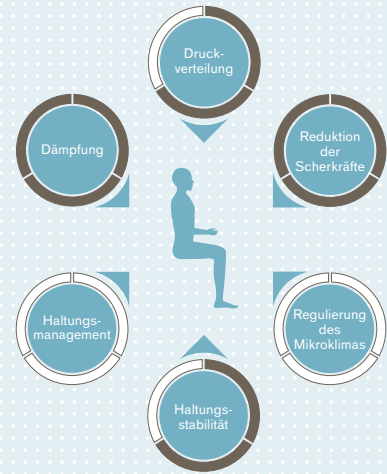 Druck-
verteilung
Dämpfung
Reduktion
der
Scherkräfte
Haltungs-
management
Regulierung
des
Mikroklimas
Haltungs-
stabilität